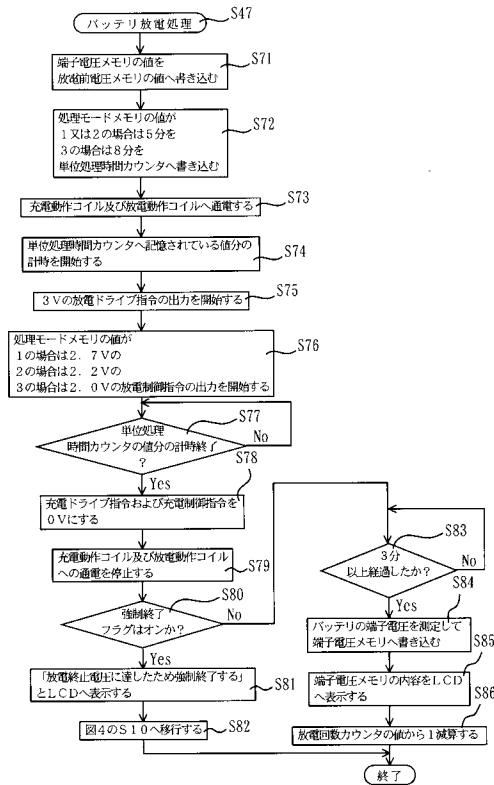 バッテリ放電処理
S47
端子電圧メモリの値を
放電前電圧メモリの値へ書き込む
S71
処理モードメモリの値が
１又は２の場合は５分を
３の場合は８分を
単位処理時間カウンタへ書き込む
S72
充電動作コイル及び放電動作コイルへ通電する
S73
単位処理時間カウンタへ記憶されている値分の
計時を開始する
S74
３Ｖの放電ドライブ指令の出力を開始する
S75
処理モードメモリの値が
１の場合は２．７Ｖの
２の場合は２．２Ｖの
３の場合は２．０Ｖの放電制御指令の出力を開始する
S76
単位処理
時間カウンタの値分の計時終了
？
S77
No
Yes
充電ドライブ指令および充電制御指令を
０Ｖにする
S78
充電動作コイル及び放電動作コイル
への通電を停止する
S79
強制終了
フラグはオンか？
S80
No
Yes
「放電終止電圧に達したため強制終了する」
とＬＣＤへ表示する
S81
図４のＳ１０へ移行する
S82
３分
以上経過したか？
S83
No
Yes
バッテリの端子電圧を測定して
端子電圧メモリへ書き込む
S84
端子電圧メモリの内容をＬＣＤ
へ表示する
S85
放電回数カウンタの値から１減算する
S86
終了